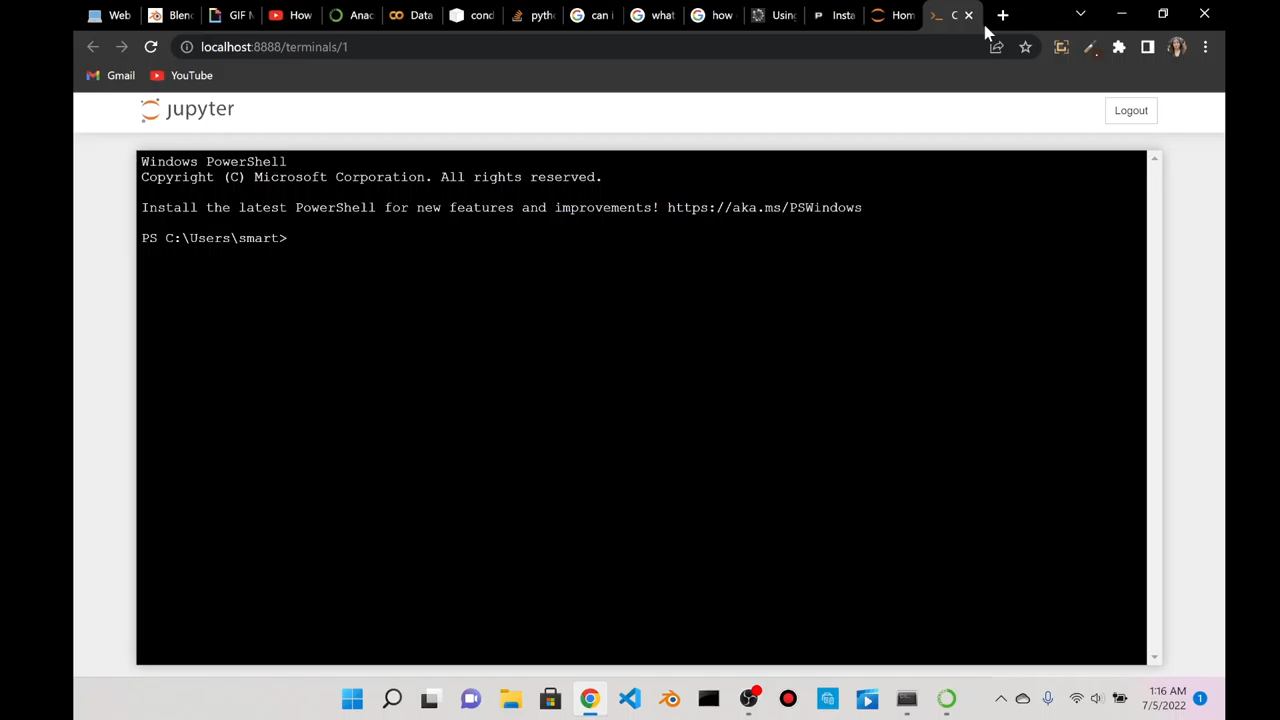 Web
Blen
GIF M
How
Anac
Data
cond
pyth
can i
what
how
Using
Insta
Hom
C
localhost:8888/terminals/1
Gmail
YouTube
jupyter
Logout
Windows PowerShell
Copyright (C) Microsoft Corporation. All rights reserved.
Install the latest PowerShell for new features and improvements! https://aka.ms/PSWindows
PS C:\Users\smart>
1:16 AM
7/5/2022
1